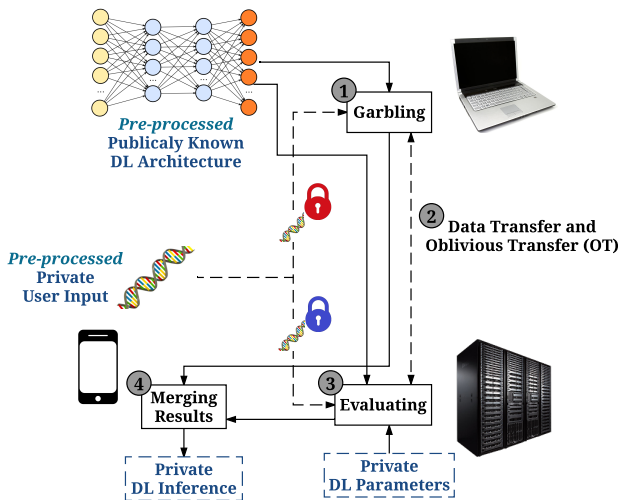 ...
...
...
...
Pre-processed
Publicaly Known
DL Architecture
1
Garbling
2
Data Transfer and
Oblivious Transfer (OT)
Pre-processed
Private
User Input
4
Merging
Results
3
Evaluating
Private
DL Inference
Private
DL Parameters